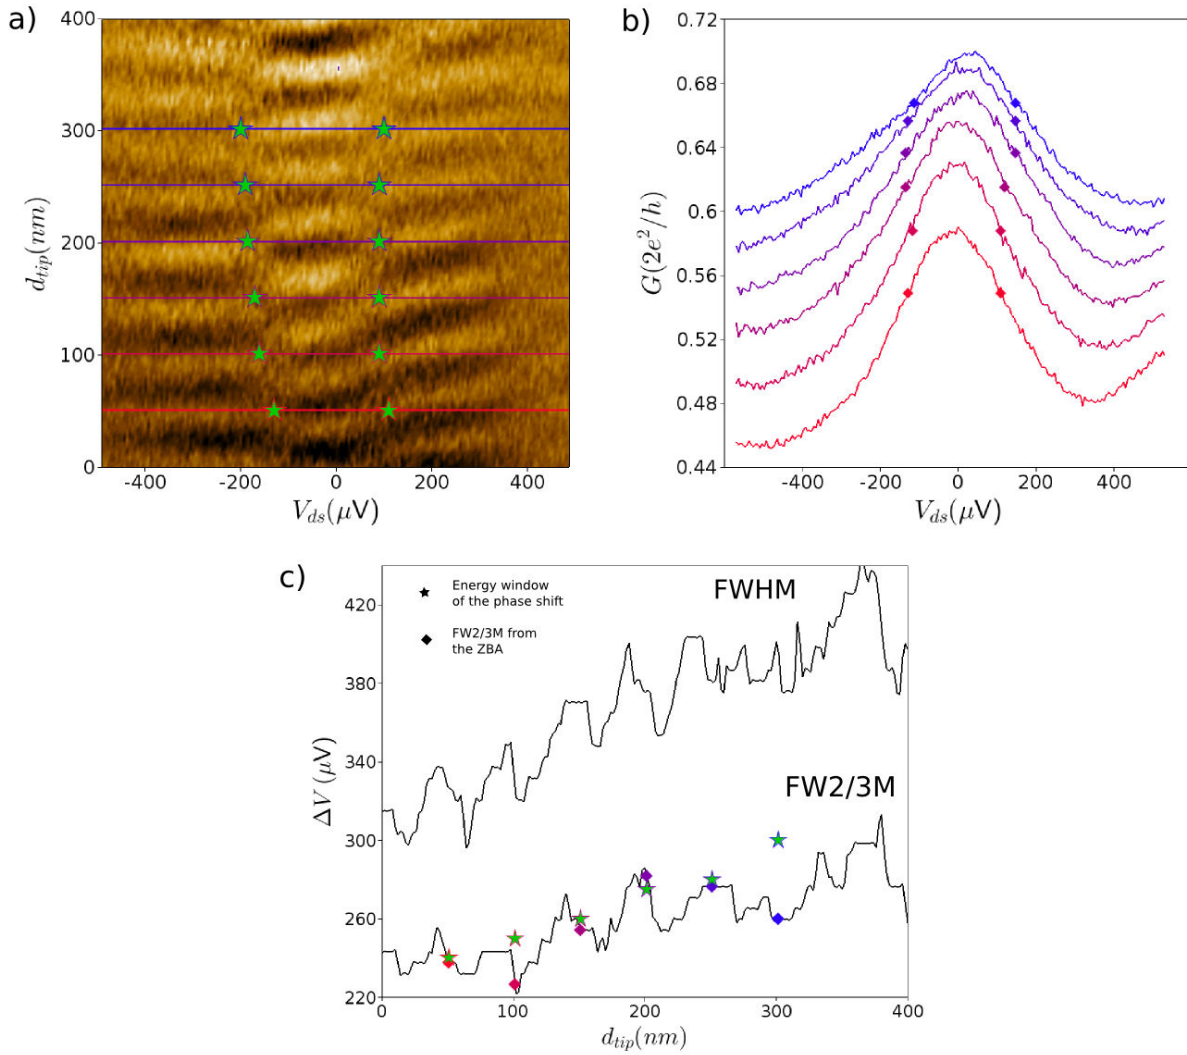 a)
400
300
200
100
0
d_tip(nm)
-400 -200 0 200 400
V_ds(μV)
b)
0.72
0.68
0.64
0.6
0.56
0.52
0.48
0.44
G(2e²/h)
-400 -200 0 200 400
V_ds(μV)
c)
420
380
340
300
260
220
ΔV (μV)
Energy window
of the phase shift
FW2/3M from
the ZBA
FWHM
FW2/3M
0 100 200 300 400
d_tip(nm)